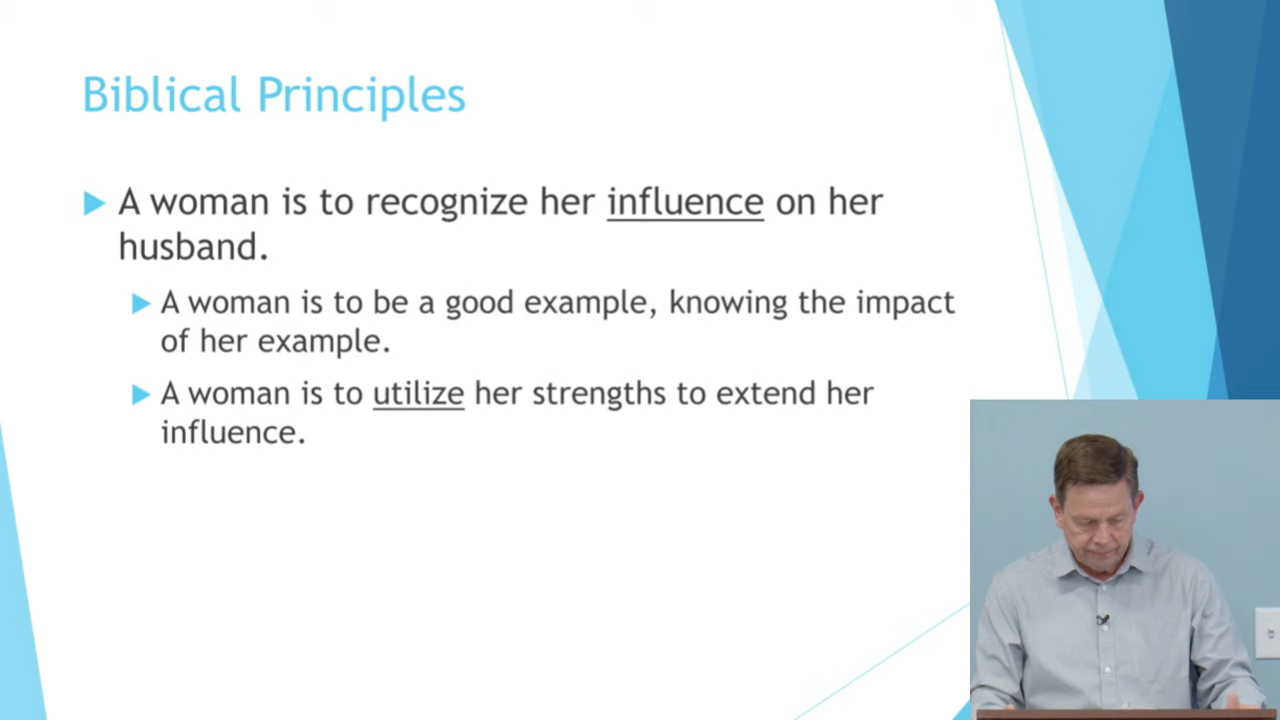 Biblical Principles
A woman is to recognize her influence on her
husband.
A woman is to be a good example, knowing the impact
of her example.
A woman is to utilize her strengths to extend her
influence.